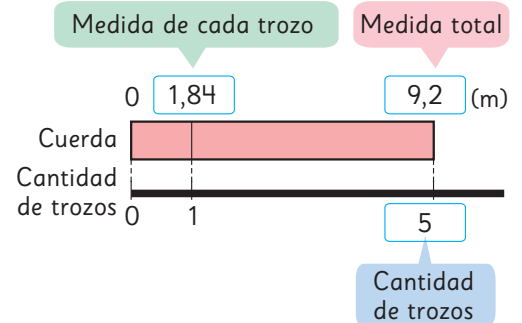 Medida de cada trozo
Medida total
0 1,84 9,2 (m)
Cuerda
Cantidad
de trozos
0 1 5
Cantidad
de trozos